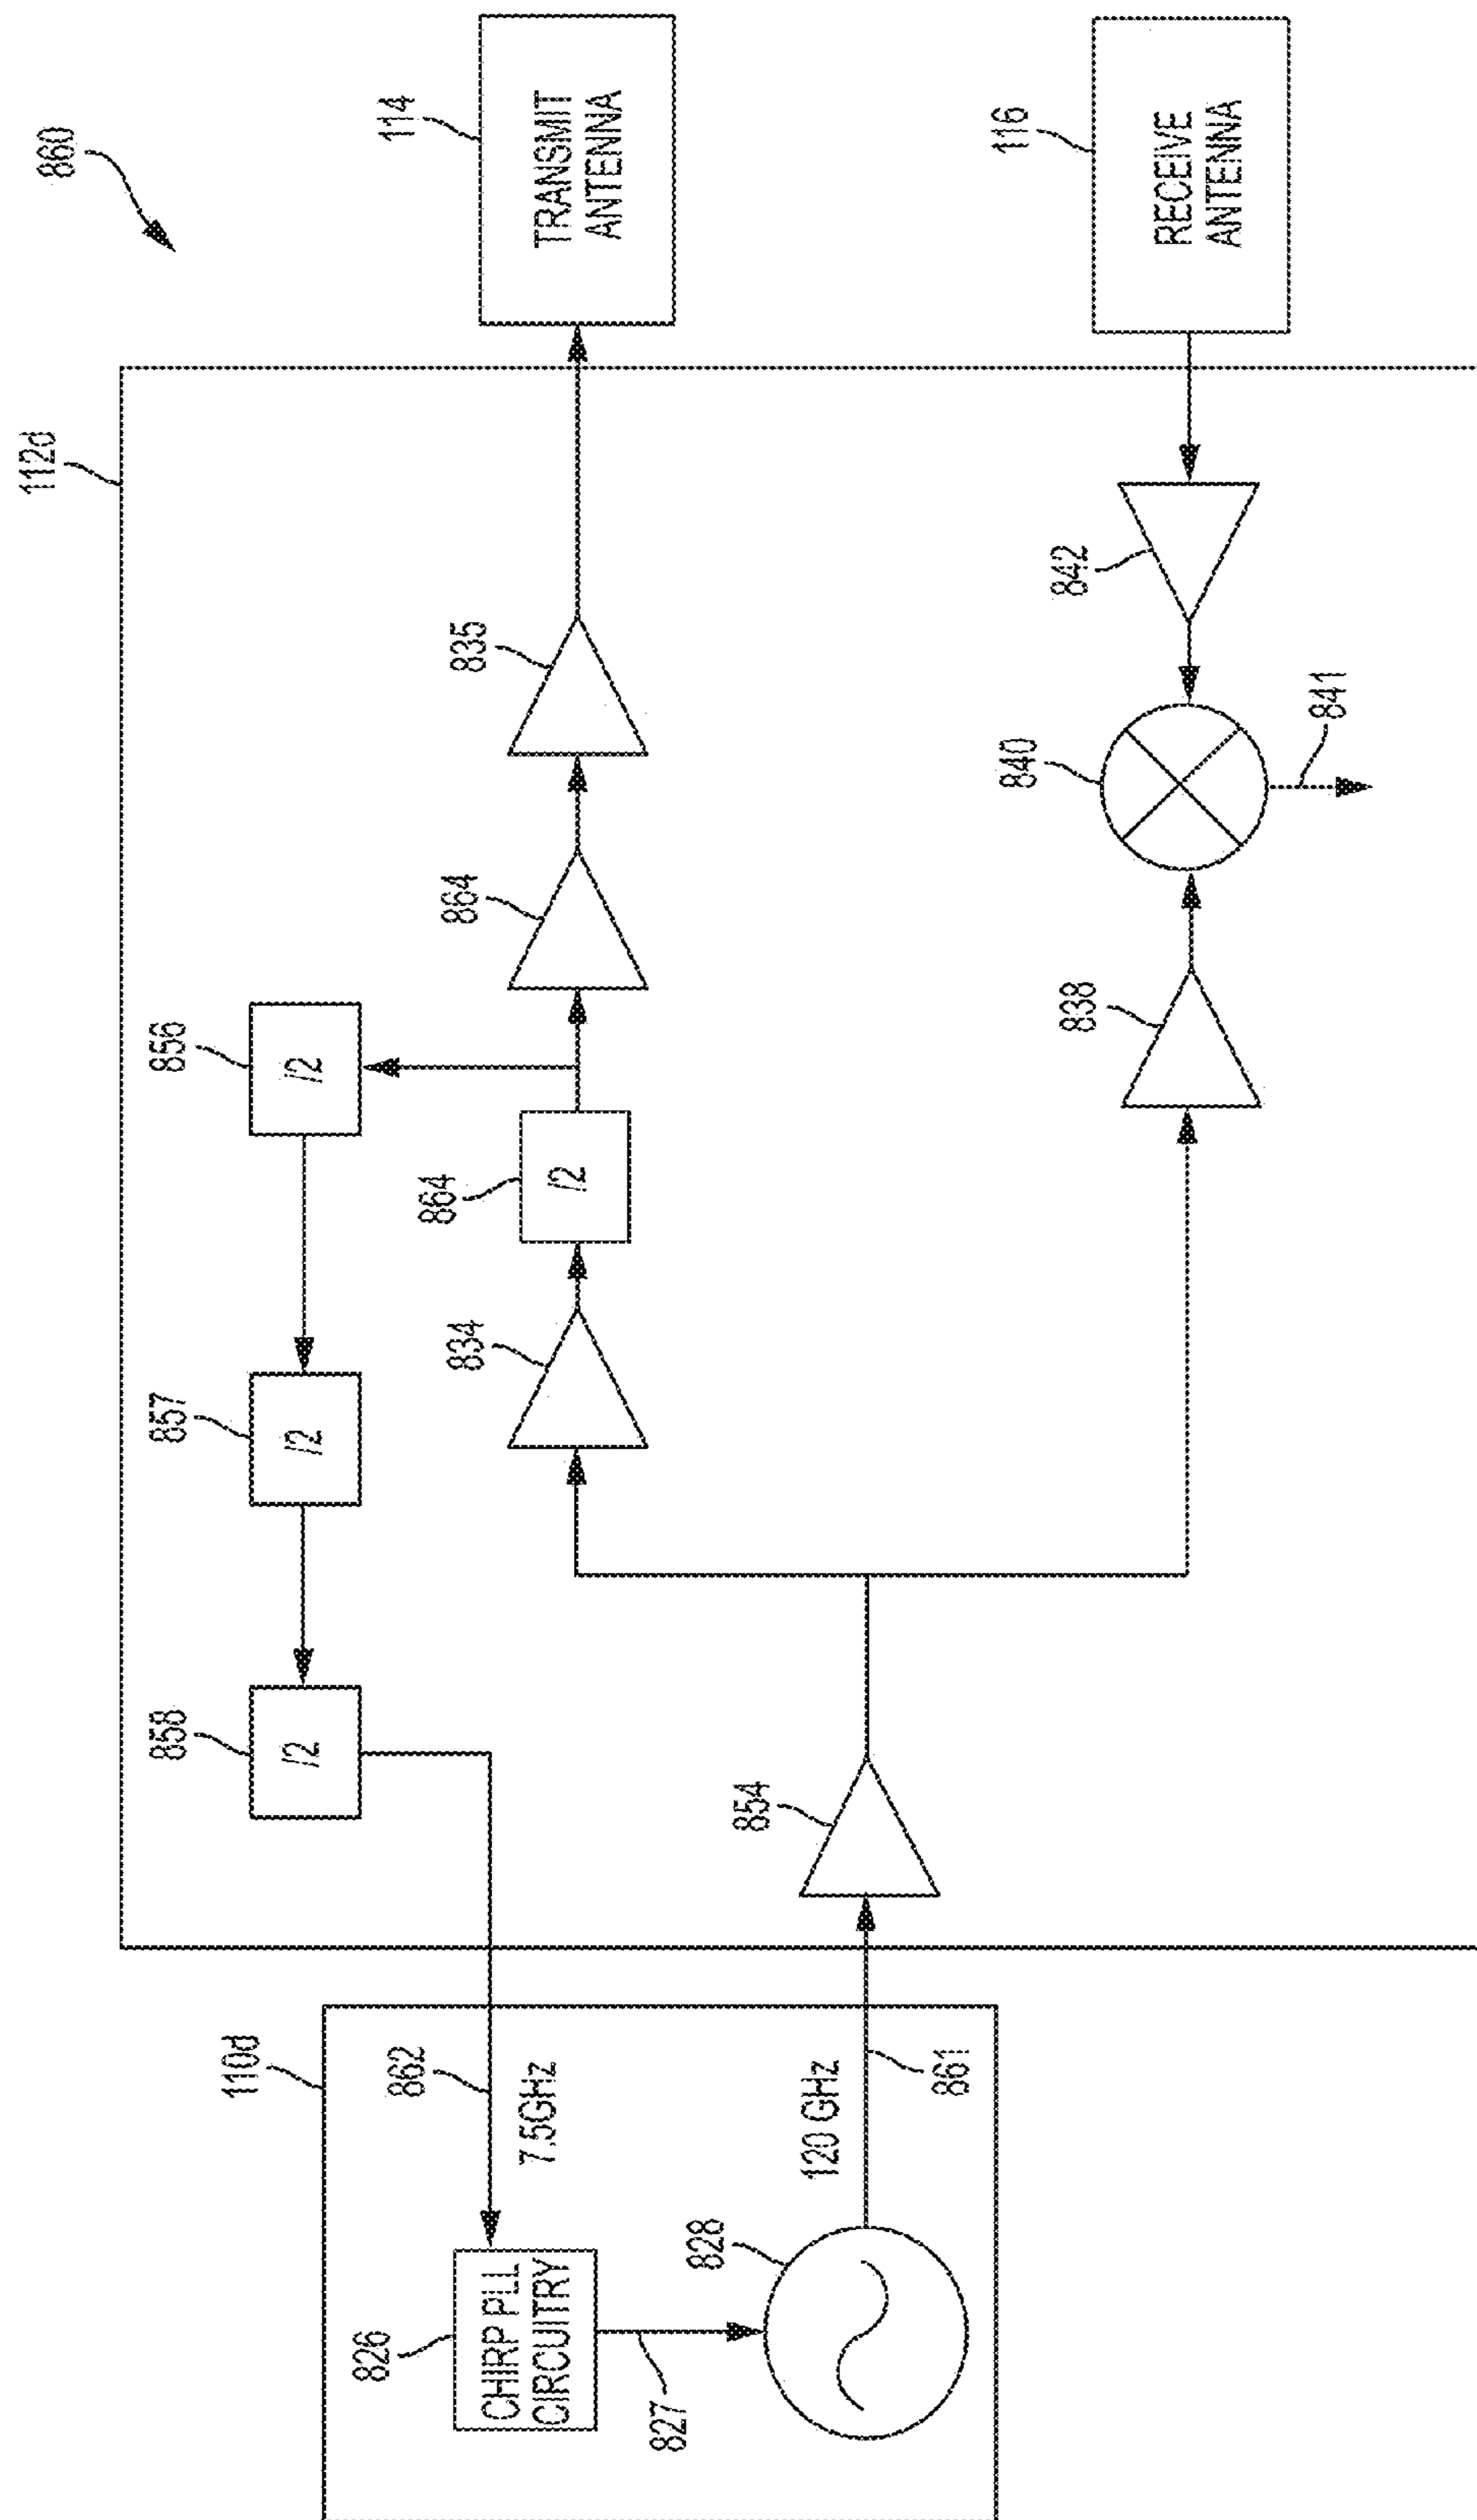 860
112d
114
TRANSMIT
ANTENNA
116
RECEIVE
ANTENNA
858
/2
857
/2
856
/2
834
864
/2
864
835
854
838
840
841
842
110d
862
7.5GHz
826
CHIRP PLL
CIRCUITRY
827
828
120 GHz
861